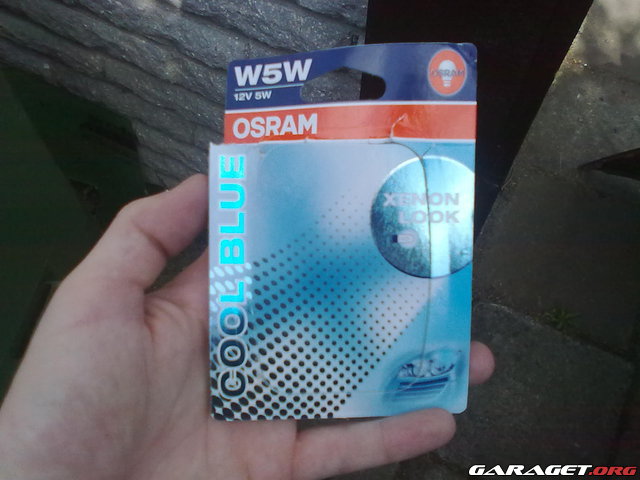 W5W
12V 5W
OSRAM
OSRAM
COOL BLUE
XENON
LOOK
GARAGET.ORG